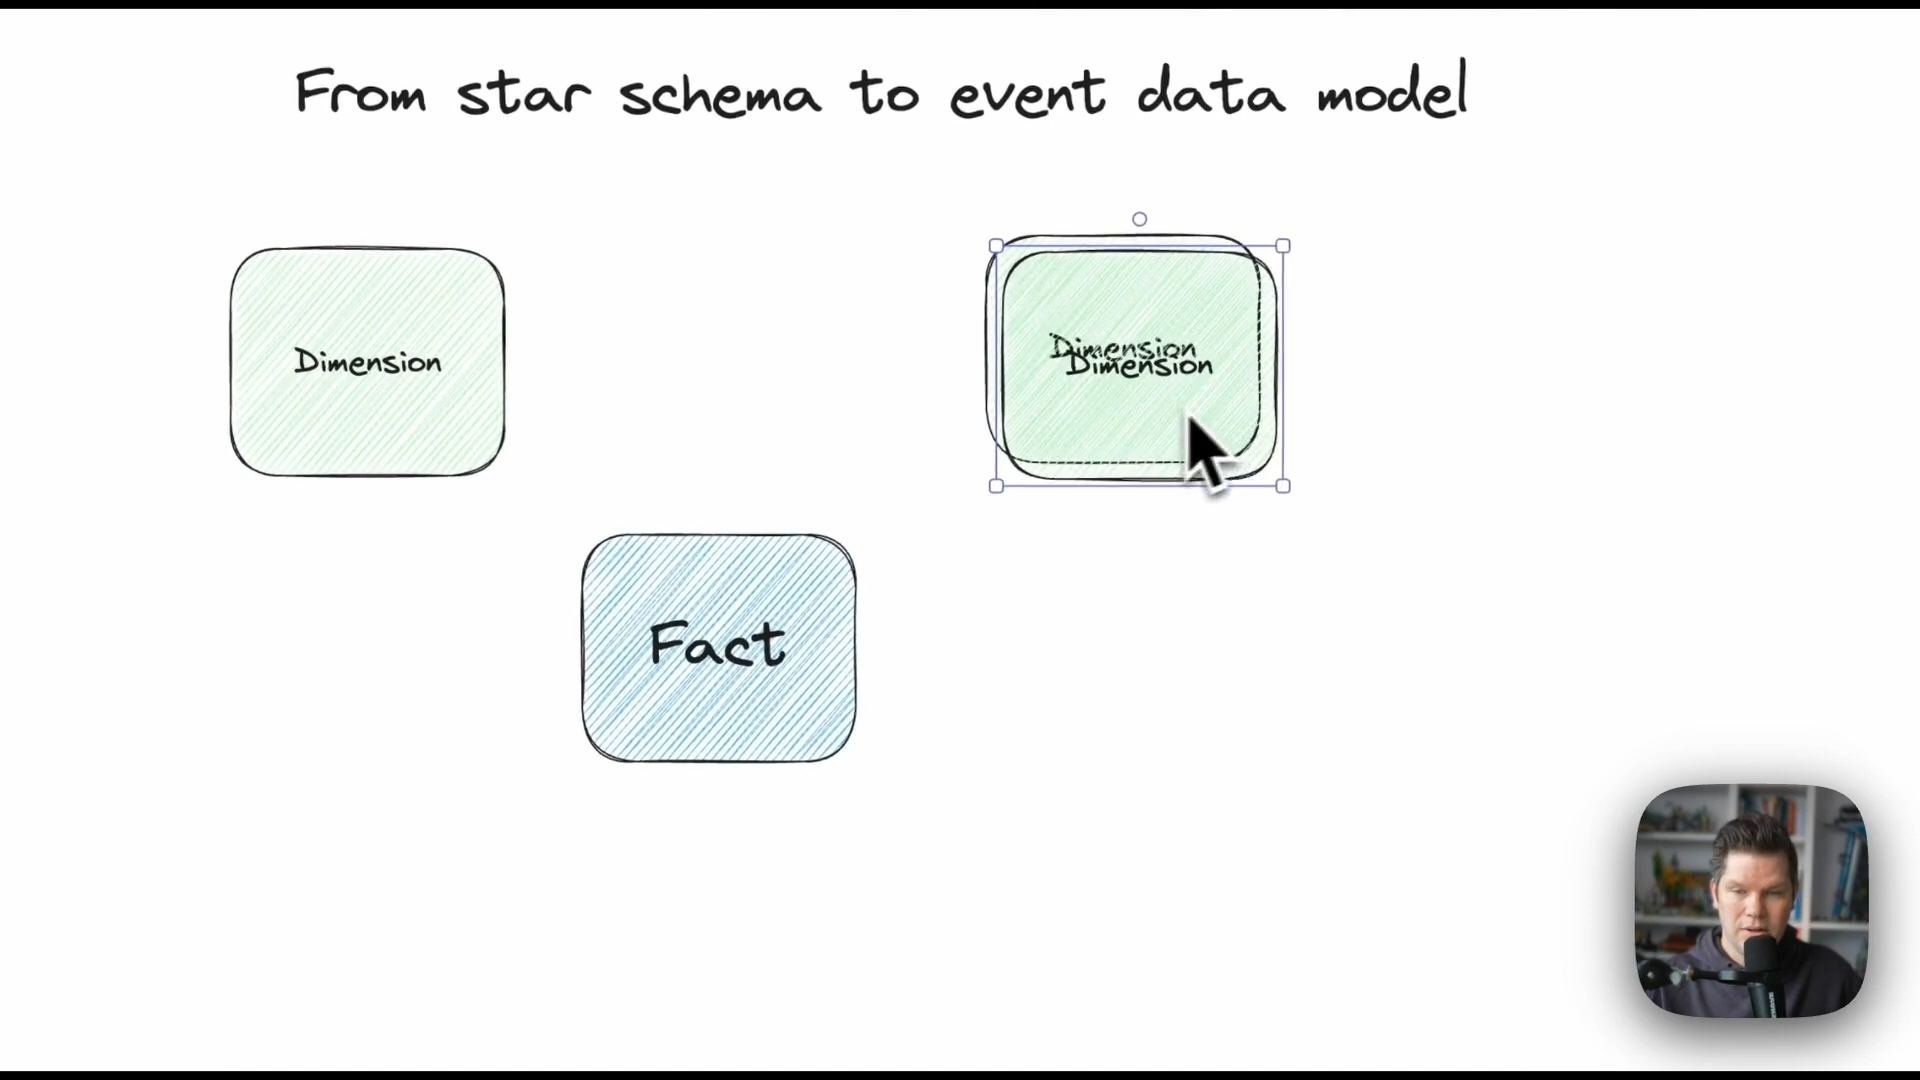 From star schema to event data model
Dimension
Dimension
Dimension
Fact